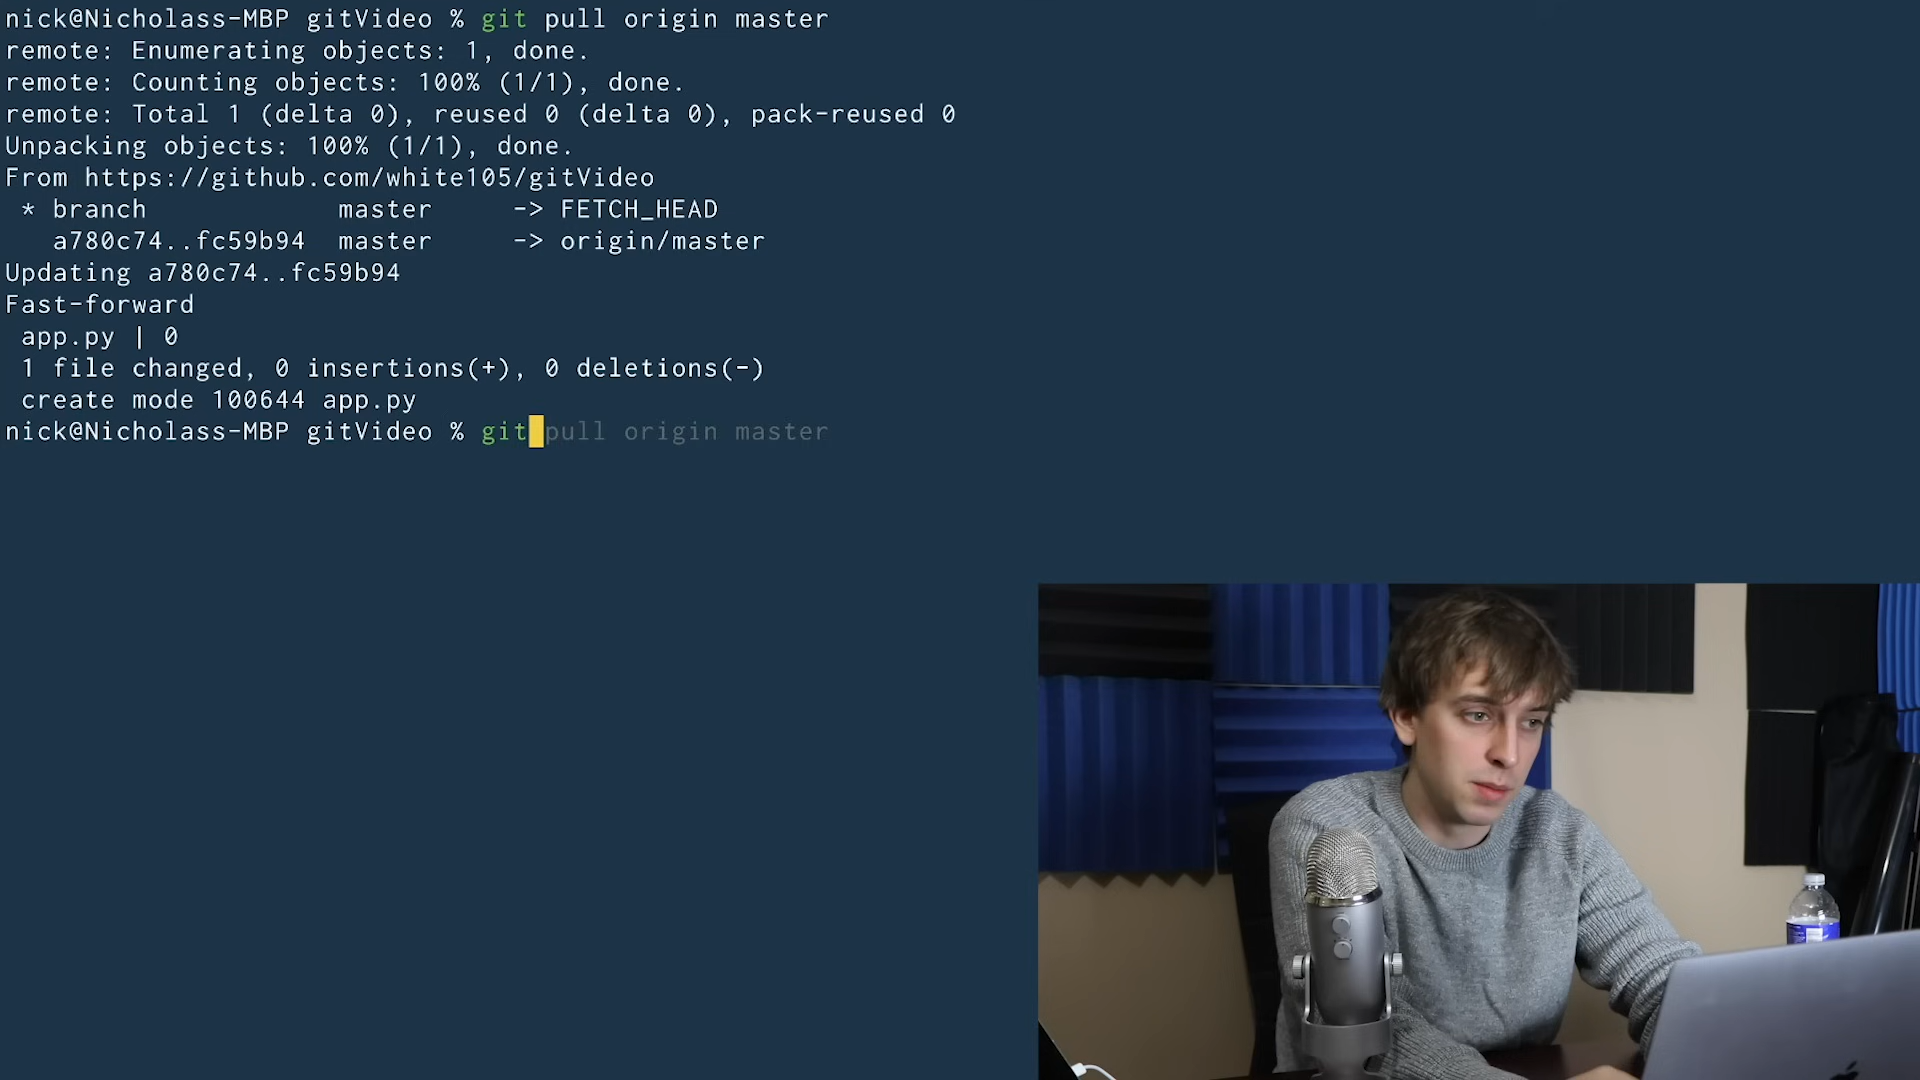 nick@Nicholass-MBP gitVideo % git pull origin master
remote: Enumerating objects: 1, done.
remote: Counting objects: 100% (1/1), done.
remote: Total 1 (delta 0), reused 0 (delta 0), pack-reused 0
Unpacking objects: 100% (1/1), done.
From https://github.com/white105/gitVideo
 * branch            master     -> FETCH_HEAD
   a780c74..fc59b94  master     -> origin/master
Updating a780c74..fc59b94
Fast-forward
 app.py | 0
 1 file changed, 0 insertions(+), 0 deletions(-)
 create mode 100644 app.py
nick@Nicholass-MBP gitVideo % git pull origin master